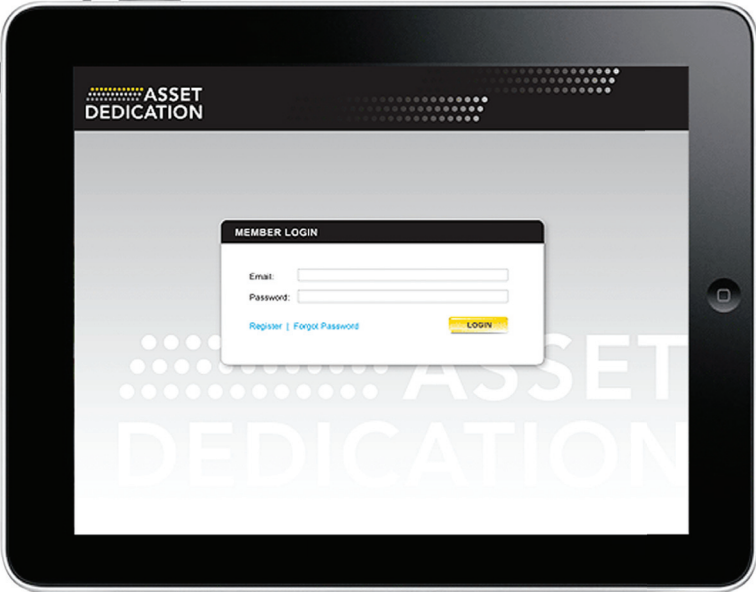 ASSET
DEDICATION
MEMBER LOGIN
Email:
Password:
Register | Forgot Password
LOGIN
ASSET
DEDICATION